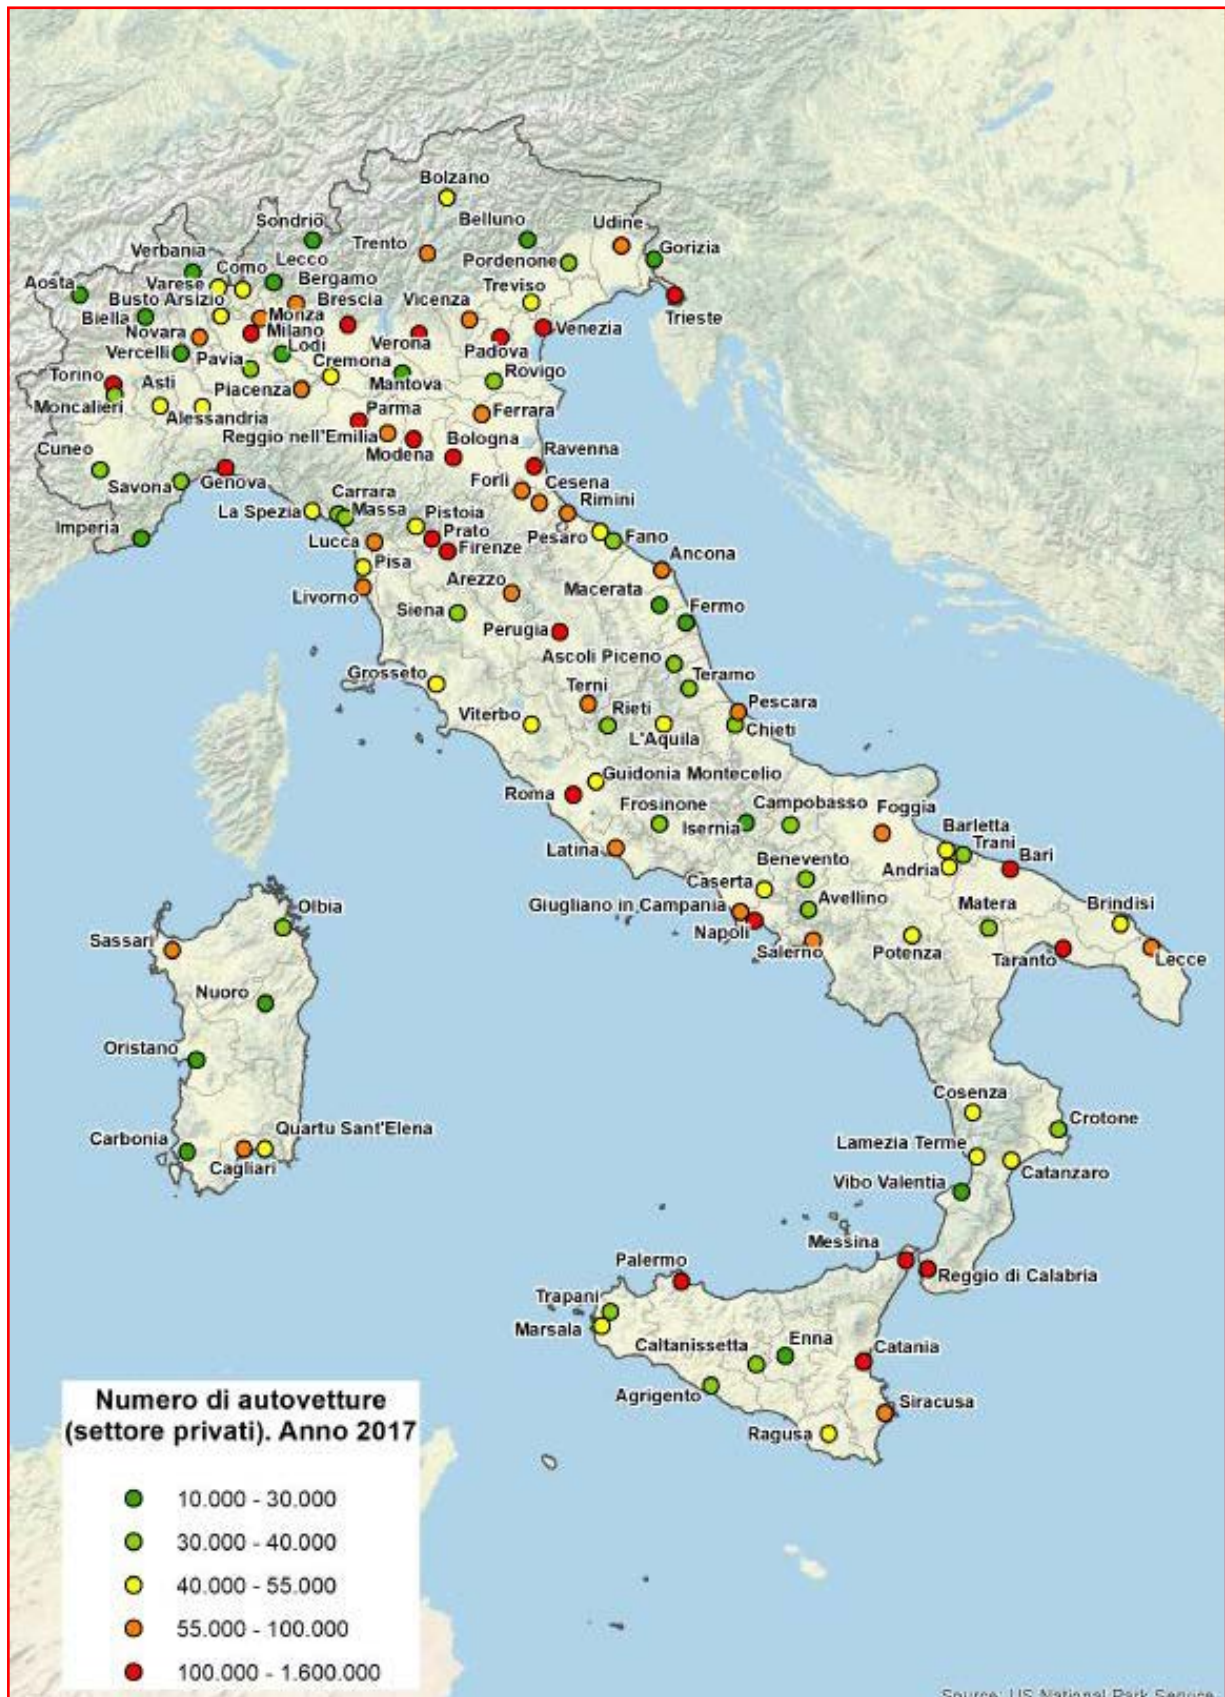 Bolzano
Sondrio
Belluno
Udine
Trento
Verbania
Lecco
Pordenone
Gorizia
Como
Bergamo
Aosta
Varese
Treviso
Busto Arsizio
Brescia
Vicenza
Biella
Monza
Trieste
Novara
Milano
Venezia
Vercelli
Lodi
Verona
Padova
Pavia
Cremona
Torino
Asti
Piacenza
Mantova
Rovigo
Moncalieri
Alessandria
Parma
Ferrara
Reggio nell'Emilia
Bologna
Cuneo
Modena
Ravenna
Savona
Genova
Forlì
Cesena
Carrara
La Spezia
Massa
Pistoia
Rimini
Imperia
Prato
Pesaro
Fano
Lucca
Firenze
Pisa
Ancona
Arezzo
Macerata
Livorno
Siena
Fermo
Perugia
Ascoli Piceno
Grosseto
Terni
Teramo
Viterbo
Rieti
Pescara
L'Aquila
Chieti
Guidonia Montecelio
Roma
Frosinone
Campobasso
Foggia
Isernia
Barletta
Latina
Trani
Benevento
Andria
Bari
Caserta
Giugliano in Campania
Avellino
Matera
Brindisi
Olbia
Napoli
Sassari
Salerno
Potenza
Taranto
Lecce
Nuoro
Oristano
Cosenza
Carbonia
Quartu Sant'Elena
Crotone
Cagliari
Lamezia Terme
Catanzaro
Vibo Valentia
Messina
Palermo
Reggio di Calabria
Trapani
Marsala
Caltanissetta
Enna
Catania
Agrigento
Siracusa
Ragusa
Numero di autovetture
(settore privati). Anno 2017
10.000 - 30.000
30.000 - 40.000
40.000 - 55.000
55.000 - 100.000
100.000 - 1.600.000
Source: US National Park Service